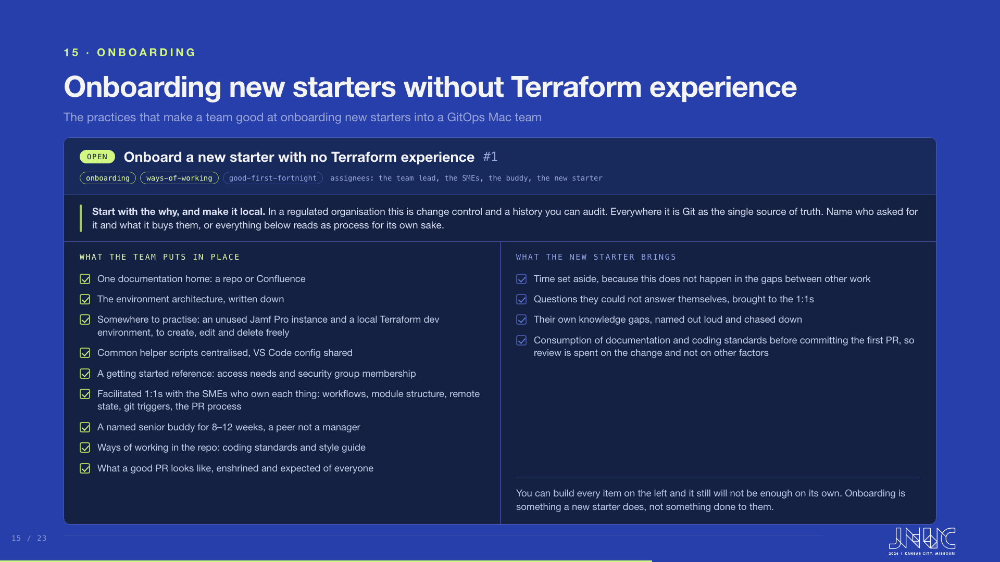 15 · ONBOARDING
Onboarding new starters without Terraform experience
The practices that make a team good at onboarding new starters into a GitOps Mac team
OPEN Onboard a new starter with no Terraform experience #1
onboarding ways-of-working good-first-fortnight assignees: the team lead, the SMEs, the buddy, the new starter
Start with the why, and make it local. In a regulated organisation this is change control and a history you can audit. Everywhere it is Git as the single source of truth. Name who asked for
it and what it buys them, or everything below reads as process for its own sake.
WHAT THE TEAM PUTS IN PLACE
One documentation home: a repo or Confluence
The environment architecture, written down
Somewhere to practise: an unused Jamf Pro instance and a local Terraform dev
environment, to create, edit and delete freely
Common helper scripts centralised, VS Code config shared
A getting started reference: access needs and security group membership
Facilitated 1:1s with the SMEs who own each thing: workflows, module structure, remote
state, git triggers, the PR process
A named senior buddy for 8–12 weeks, a peer not a manager
Ways of working in the repo: coding standards and style guide
What a good PR looks like, enshrined and expected of everyone
WHAT THE NEW STARTER BRINGS
Time set aside, because this does not happen in the gaps between other work
Questions they could not answer themselves, brought to the 1:1s
Their own knowledge gaps, named out loud and chased down
Consumption of documentation and coding standards before committing the first PR, so
review is spent on the change and not on other factors
You can build every item on the left and it still will not be enough on its own. Onboarding is
something a new starter does, not something done to them.
15 / 23
JNUC
2026 | KANSAS CITY, MISSOURI